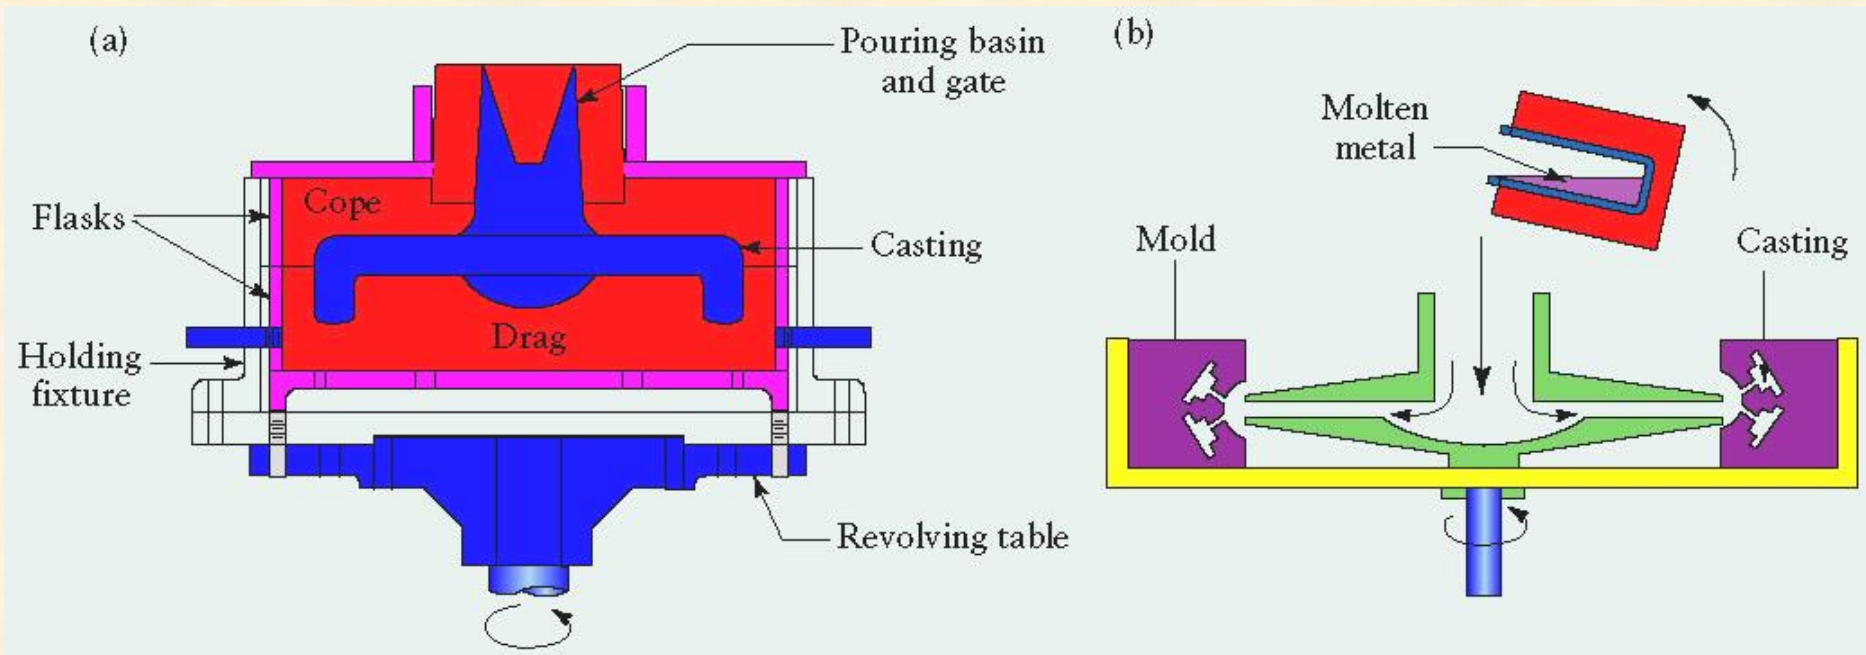 (a)
Pouring basin
and gate
Cope
Flasks
Casting
Drag
Holding
fixture
Revolving table
(b)
Molten
metal
Mold
Casting